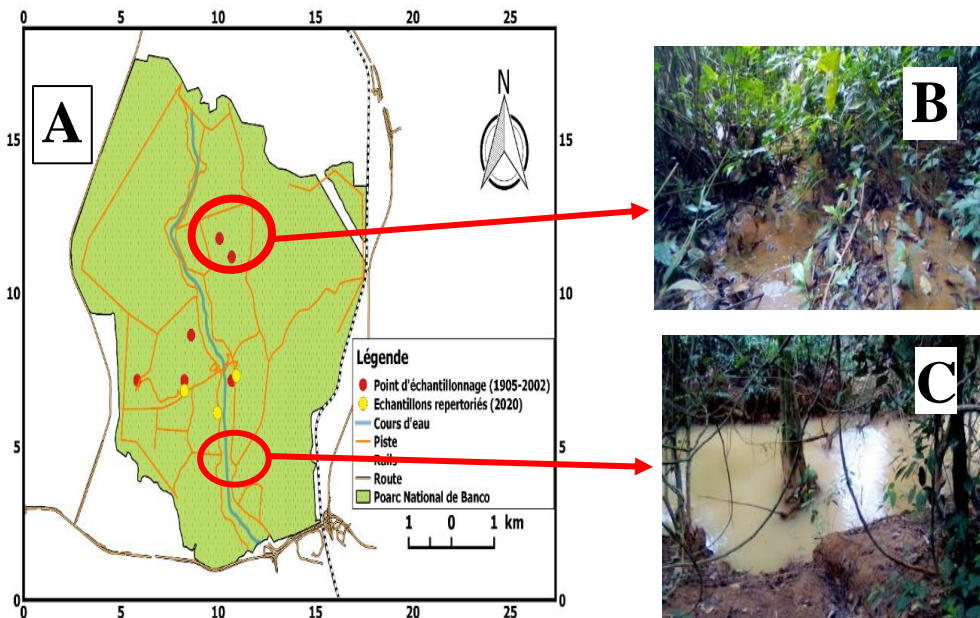 0 5 10 15 20 25
A
N
B
15 15
10 10
Légende
Point d'échantillonnage (1905-2002)
Echantillons repertoriés (2020)
Cours d'eau
Piste
Rails
Route
Poarc National de Banco
1 0 1 km
C
5 5
0 0
0 5 10 15 20 25